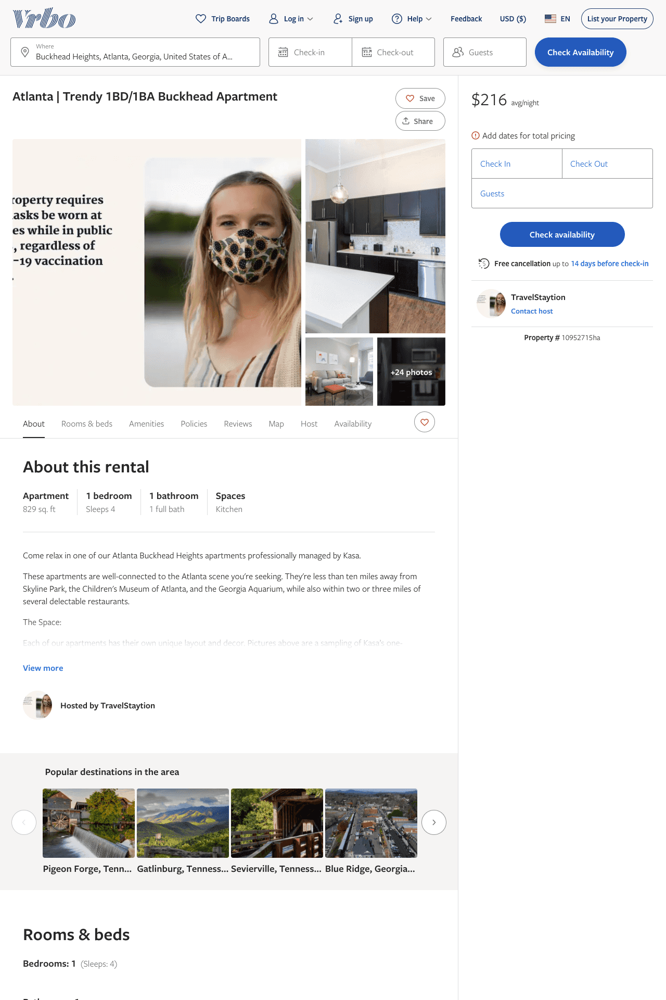 Vrbo
Trip Boards
Log in
Sign up
Help
Feedback
USD ($)
EN
List your Property
Where
Buckhead Heights, Atlanta, Georgia, United States of A...
Check-in
Check-out
Guests
Check Availability
Atlanta | Trendy 1BD/1BA Buckhead Apartment
Save
Share
roperty requires
asks be worn at
es while in public
, regardless of
-19 vaccination
.
+24 photos
$216 avg/night
Add dates for total pricing
Check In
Check Out
Guests
Check availability
Free cancellation up to 14 days before check-in
TravelStaytion
Contact host
Property # 10952715ha
About
Rooms & beds
Amenities
Policies
Reviews
Map
Host
Availability
About this rental
Apartment
829 sq. ft
1 bedroom
Sleeps 4
1 bathroom
1 full bath
Spaces
Kitchen
Come relax in one of our Atlanta Buckhead Heights apartments professionally managed by Kasa.
These apartments are well-connected to the Atlanta scene you're seeking. They're less than ten miles away from
Skyline Park, the Children's Museum of Atlanta, and the Georgia Aquarium, while also within two or three miles of
several delectable restaurants.
The Space:
Each of our apartments has their own unique layout and decor. Pictures above are a sampling of Kasa's one-
View more
Hosted by TravelStaytion
Popular destinations in the area
Pigeon Forge, Tenn...
Gatlinburg, Tenness...
Sevierville, Tenness...
Blue Ridge, Georgia...
Rooms & beds
Bedrooms: 1 (Sleeps: 4)